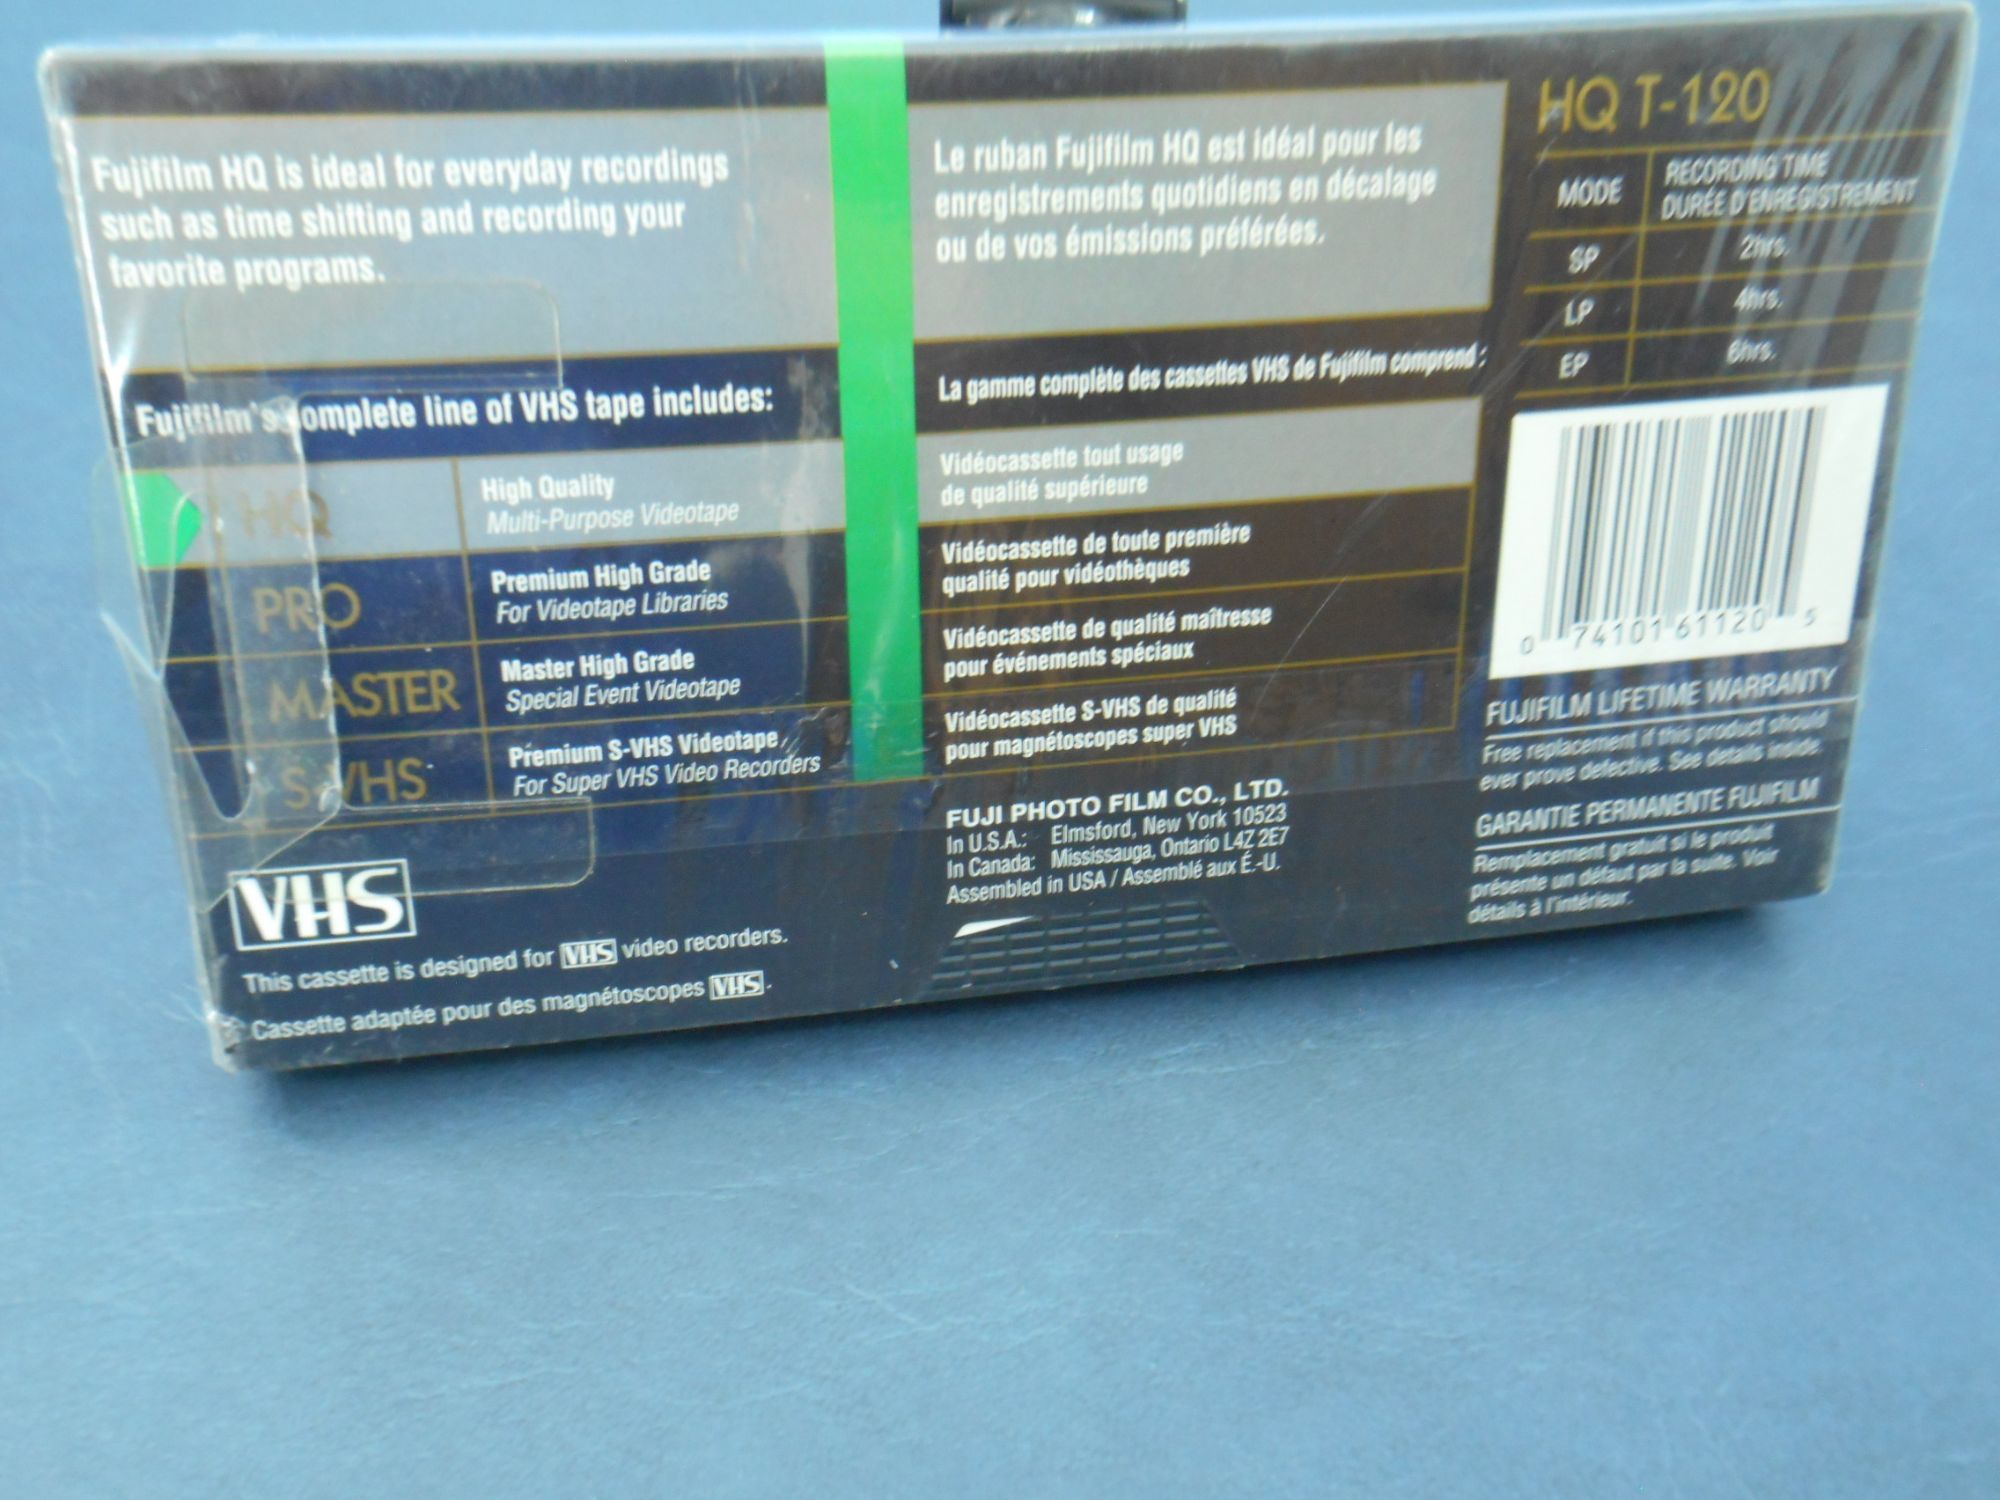 Fujifilm HQ is ideal for everyday recordings
such as time shifting and recording your
favorite programs.
Fujifilm's complete line of VHS tape includes:
HQ
High Quality
Multi-Purpose Videotape
PRO
Premium High Grade
For Videotape Libraries
MASTER
Master High Grade
Special Event Videotape
S-VHS
Premium S-VHS Videotape
For Super VHS Video Recorders
VHS
This cassette is designed for VHS video recorders.
Cassette adaptée pour des magnétoscopes VHS.
Le ruban Fujifilm HQ est idéal pour les
enregistrements quotidiens en décalage
ou de vos émissions préférées.
La gamme complète des cassettes VHS de Fujifilm comprend :
Vidéocassette tout usage
de qualité supérieure
Vidéocassette de toute première
qualité pour vidéothèques
Vidéocassette de qualité maîtresse
pour événements spéciaux
Vidéocassette S-VHS de qualité
pour magnétoscopes super VHS
FUJI PHOTO FILM CO., LTD.
In U.S.A.: Elmsford, New York 10523
In Canada: Mississauga, Ontario L4Z 2E7
Assembled in USA / Assemblé aux É.-U.
HQ T-120
MODE
RECORDING TIME
DURÉE D'ENREGISTREMENT
SP 2hrs.
LP 4hrs.
EP 6hrs.
0 74101 61120 5
FUJIFILM LIFETIME WARRANTY
Free replacement if this product should
ever prove defective. See details inside.
GARANTIE PERMANENTE FUJIFILM
Remplacement gratuit si le produit
présente un défaut par la suite. Voir
détails à l'intérieur.